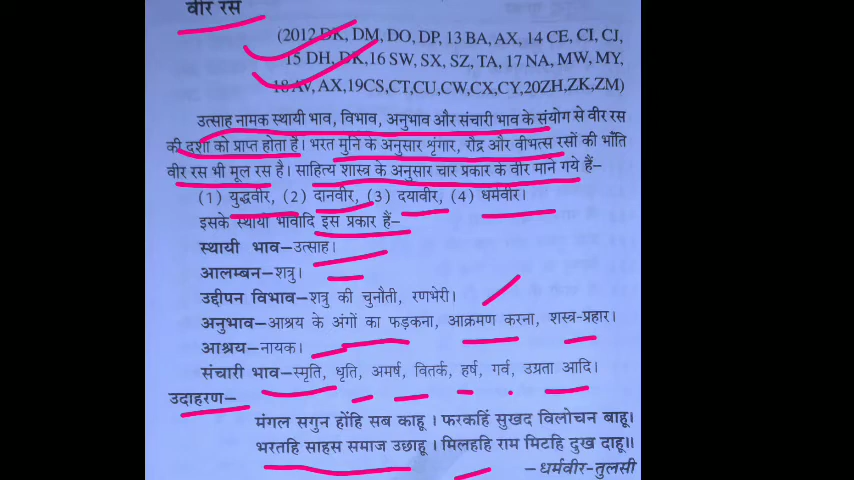 वीर रस
(2012 DK, DM, DO, DP, 13 BA, AX, 14 CE, CI, CJ,
15 DH, DK, 16 SW, SX, SZ, TA, 17 NA, MW, MY,
18 AV, AX, 19CS, CT, CU, CW, CX, CY, 20ZH, ZK, ZM)
उत्साह नामक स्थायी भाव, विभाव, अनुभाव और संचारी भाव के संयोग से वीर रस
की दशा को प्राप्त होता है। भरत मुनि के अनुसार श्रृंगार, रौद्र और वीभत्स रसों की भाँति
वीर रस भी मूल रस है। साहित्य शास्त्र के अनुसार चार प्रकार के वीर माने गये हैं–
(1) युद्धवीर, (2) दानवीर, (3) दयावीर, (4) धर्मवीर।
इसके स्थायी भावादि इस प्रकार हैं–
स्थायी भाव–उत्साह।
आलम्बन–शत्रु।
उद्दीपन विभाव–शत्रु की चुनौती, रणभेरी।
अनुभाव–आश्रय के अंगों का फड़कना, आक्रमण करना, शस्त्र-प्रहार।
आश्रय–नायक।
संचारी भाव–स्मृति, धृति, अमर्ष, वितर्क, हर्ष, गर्व, उग्रता आदि।
उदाहरण–
मंगल सगुन होंहि सब काहू। फरकहिं सुखद विलोचन बाहू।
भरतहि साहस समाज उछाहू। मिलहहि राम मिटहि दुख दाहू॥
–धर्मवीर-तुलसी